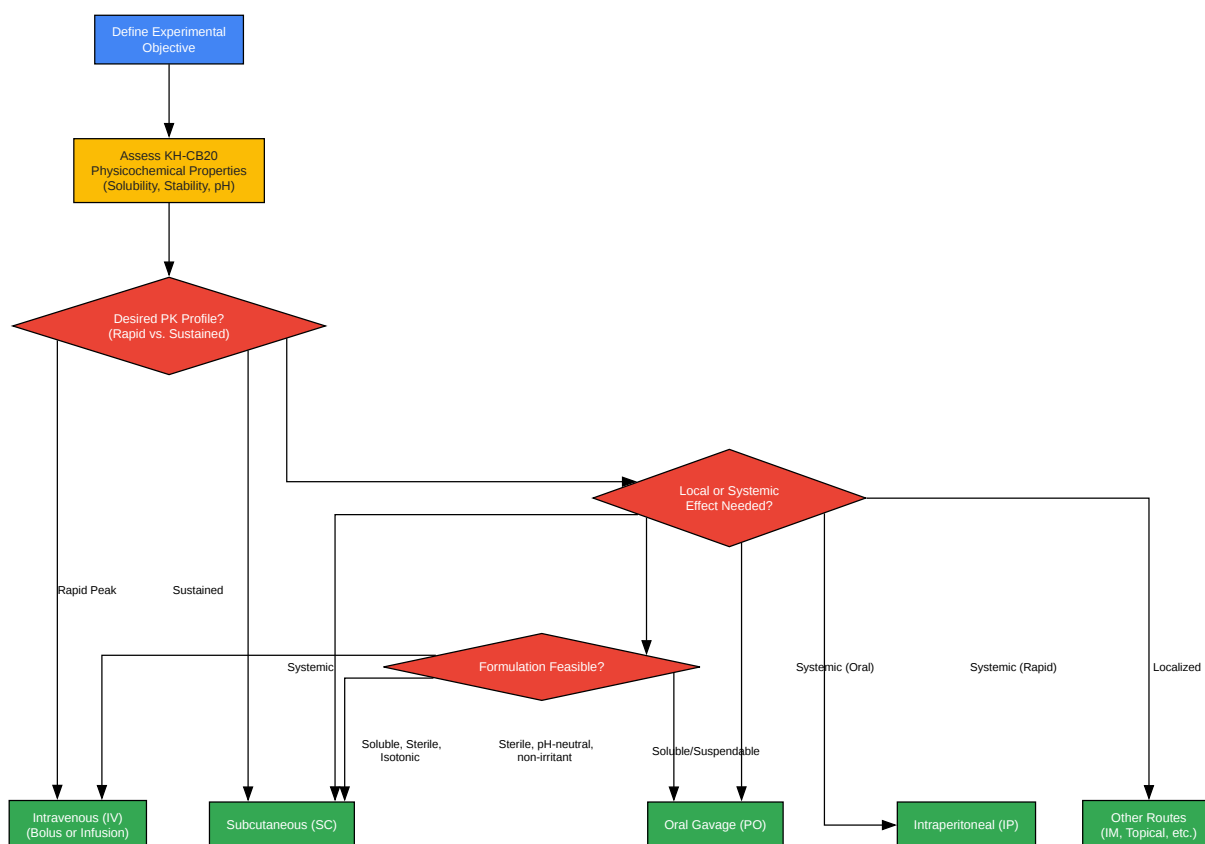 Define Experimental
Objective
Assess KH-CB20
Physicochemical Properties
(Solubility, Stability, pH)
Desired PK Profile?
(Rapid vs. Sustained)
Local or Systemic
Effect Needed?
Rapid Peak
Sustained
Formulation Feasible?
Systemic
Systemic (Oral)
Systemic (Rapid)
Localized
Soluble, Sterile,
Isotonic
Sterile, pH-neutral,
non-irritant
Soluble/Suspendable
Intravenous (IV)
(Bolus or Infusion)
Subcutaneous (SC)
Oral Gavage (PO)
Intraperitoneal (IP)
Other Routes
(IM, Topical, etc.)